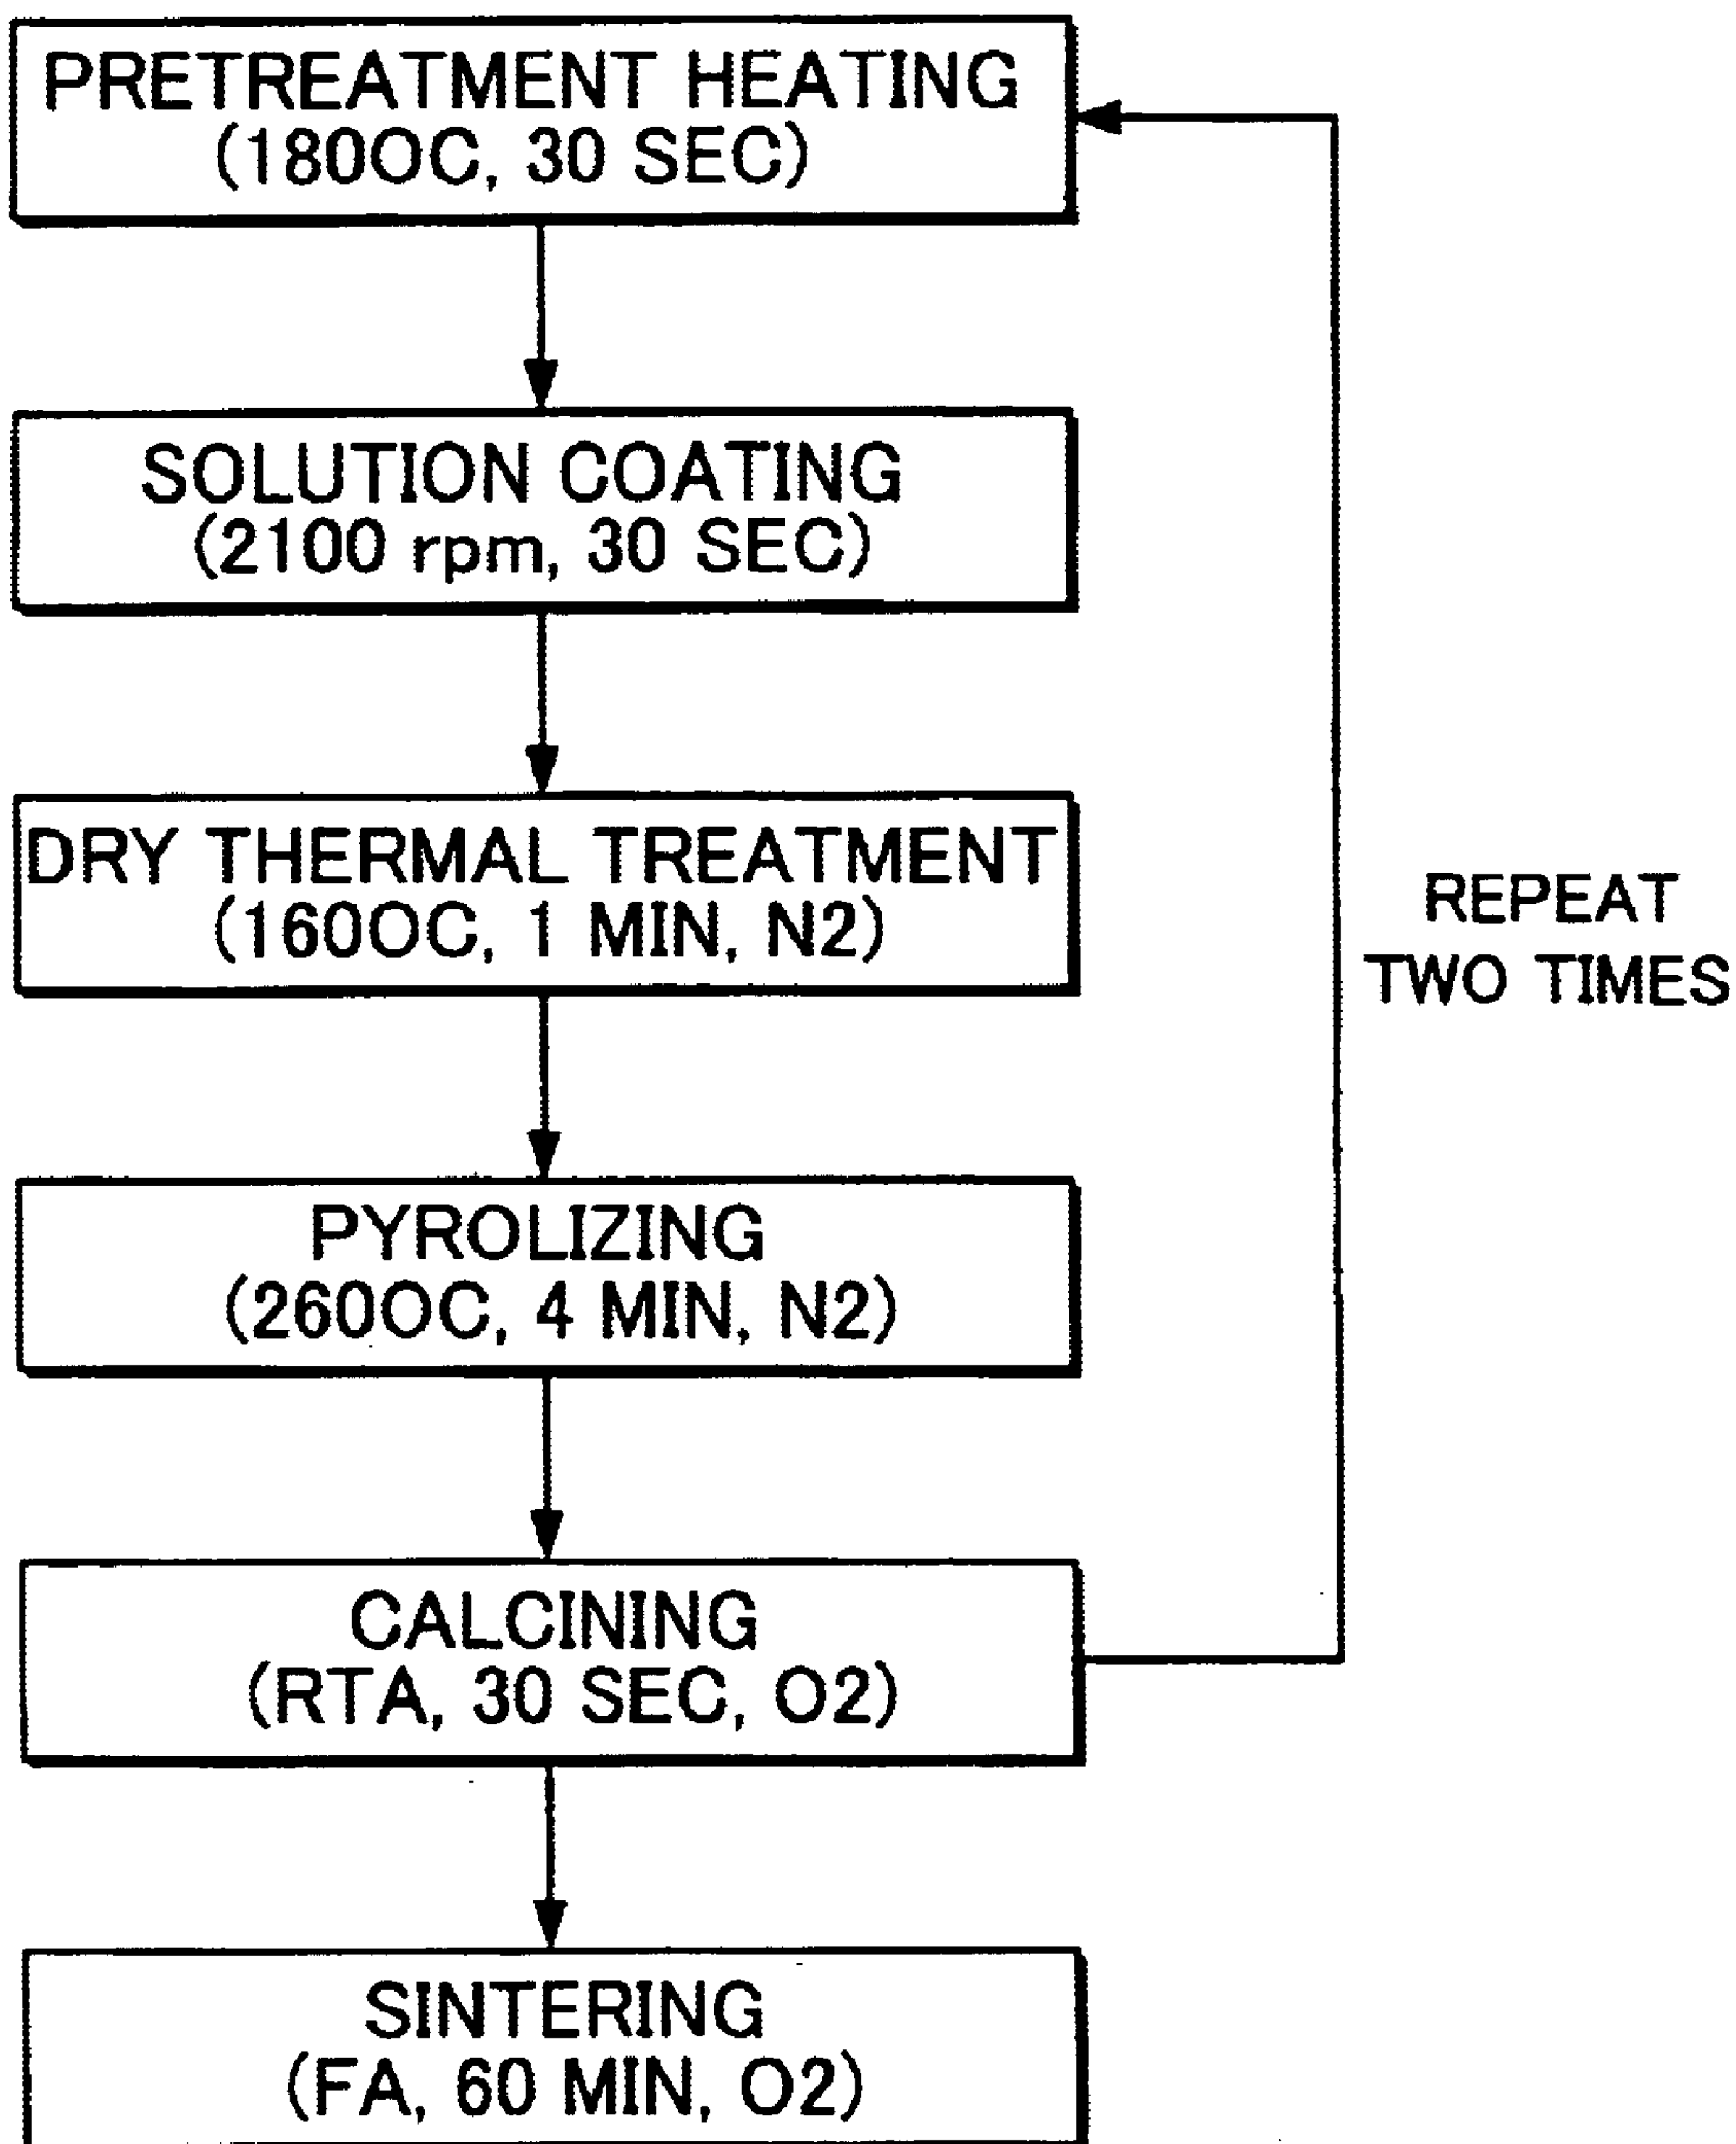 PRETREATMENT HEATING
(180OC, 30 SEC)
SOLUTION COATING
(2100 rpm, 30 SEC)
DRY THERMAL TREATMENT
(160OC, 1 MIN, N2)
REPEAT
TWO TIMES
PYROLIZING
(260OC, 4 MIN, N2)
CALCINING
(RTA, 30 SEC, O2)
SINTERING
(FA, 60 MIN, O2)